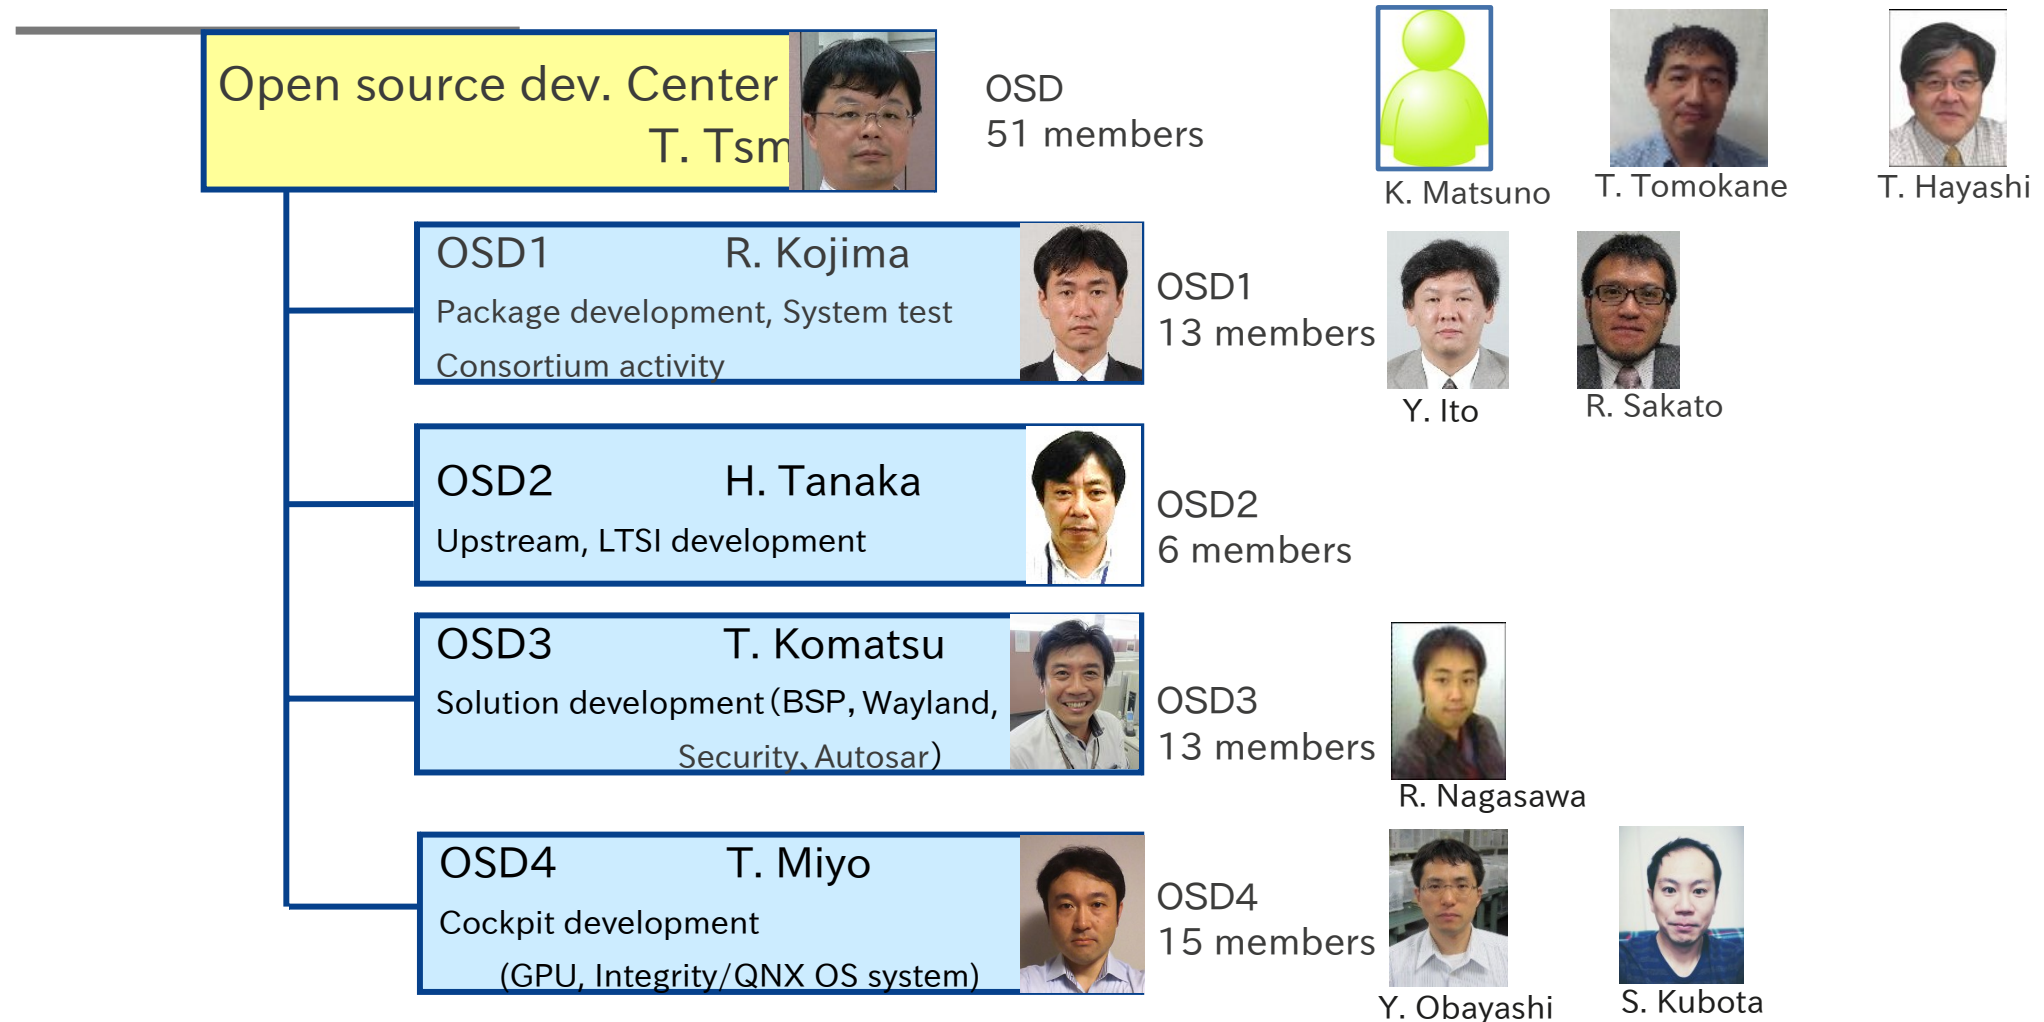 Open source dev. Center
T. Tsm
OSD
51 members
K. Matsuno
T. Tomokane
T. Hayashi
OSD1 R. Kojima
Package development, System test
Consortium activity
OSD1
13 members
Y. Ito
R. Sakato
OSD2 H. Tanaka
Upstream, LTSI development
OSD2
6 members
OSD3 T. Komatsu
Solution development(BSP, Wayland,
Security、Autosar)
OSD3
13 members
R. Nagasawa
OSD4 T. Miyo
Cockpit development
(GPU, Integrity/QNX OS system)
OSD4
15 members
Y. Obayashi
S. Kubota